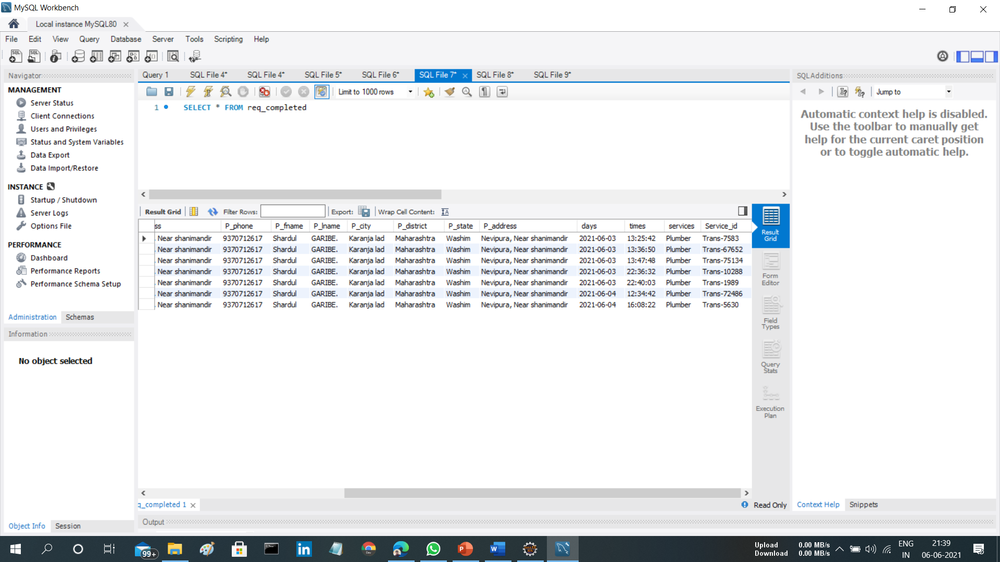 MySQL Workbench
Local instance MySQL80
File Edit View Query Database Server Tools Scripting Help
Navigator
MANAGEMENT
Server Status
Client Connections
Users and Privileges
Status and System Variables
Data Export
Data Import/Restore
INSTANCE
Startup / Shutdown
Server Logs
Options File
PERFORMANCE
Dashboard
Performance Reports
Performance Schema Setup
Administration Schemas
Information
No object selected
Object Info Session
Query 1 SQL File 4* SQL File 4* SQL File 5* SQL File 6* SQL File 7* SQL File 8* SQL File 9*
Limit to 1000 rows
1 SELECT * FROM req_completed
Result Grid Filter Rows: Export: Wrap Cell Content: IA
ss P_phone P_fname P_lname P_city P_district P_state P_address days times services Service_id
, Near shanimandir 9370712617 Shardul GARIBE. Karanja lad Maharashtra Washim Nevipura, Near shanimandir 2021-06-03 13:25:42 Plumber Trans-7583
, Near shanimandir 9370712617 Shardul GARIBE. Karanja lad Maharashtra Washim Nevipura, Near shanimandir 2021-06-03 13:36:50 Plumber Trans-67652
, Near shanimandir 9370712617 Shardul GARIBE. Karanja lad Maharashtra Washim Nevipura, Near shanimandir 2021-06-03 13:47:48 Plumber Trans-75134
, Near shanimandir 9370712617 Shardul GARIBE. Karanja lad Maharashtra Washim Nevipura, Near shanimandir 2021-06-03 22:36:32 Plumber Trans-10288
, Near shanimandir 9370712617 Shardul GARIBE. Karanja lad Maharashtra Washim Nevipura, Near shanimandir 2021-06-03 22:40:03 Plumber Trans-1989
, Near shanimandir 9370712617 Shardul GARIBE. Karanja lad Maharashtra Washim Nevipura, Near shanimandir 2021-06-04 12:34:42 Plumber Trans-72486
, Near shanimandir 9370712617 Shardul GARIBE. Karanja lad Maharashtra Washim Nevipura, Near shanimandir 2021-06-04 16:08:22 Plumber Trans-5630
Result
Grid
Form
Editor
Field
Types
Query
Stats
Execution
Plan
q_completed 1
Read Only
Output
SQLAdditions
Jump to
Automatic context help is disabled.
Use the toolbar to manually get
help for the current caret position
or to toggle automatic help.
Context Help Snippets
99+
Upload 0.00 MB/s
Download 0.00 MB/s
ENG
IN
21:39
06-06-2021